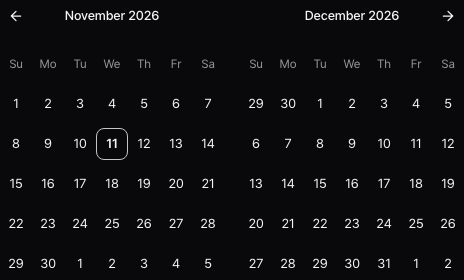 ← November 2026 December 2026 →
Su Mo Tu We Th Fr Sa Su Mo Tu We Th Fr Sa
1 2 3 4 5 6 7 29 30 1 2 3 4 5
8 9 10 11 12 13 14 6 7 8 9 10 11 12
15 16 17 18 19 20 21 13 14 15 16 17 18 19
22 23 24 25 26 27 28 20 21 22 23 24 25 26
29 30 1 2 3 4 5 27 28 29 30 31 1 2